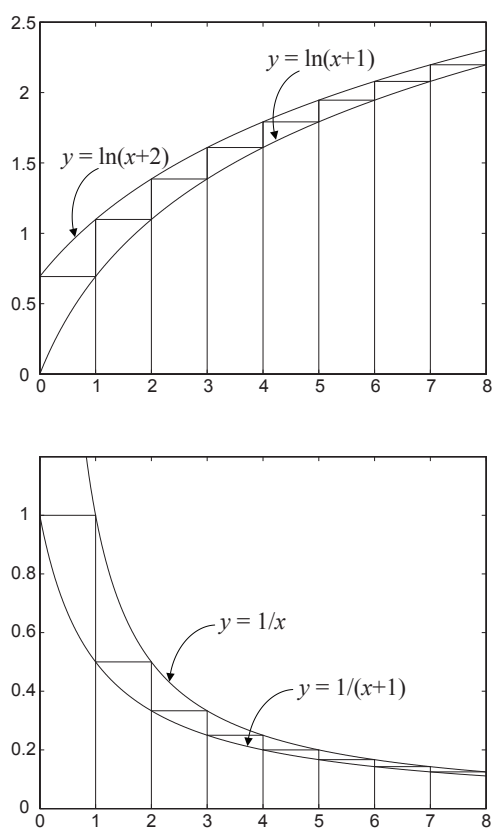 2.5
y = ln(x+1)
2
y = ln(x+2)
1.5
1
0.5
0
0 1 2 3 4 5 6 7 8
1
0.8
y = 1/x
0.6
0.4
y = 1/(x+1)
0.2
0
0 1 2 3 4 5 6 7 8